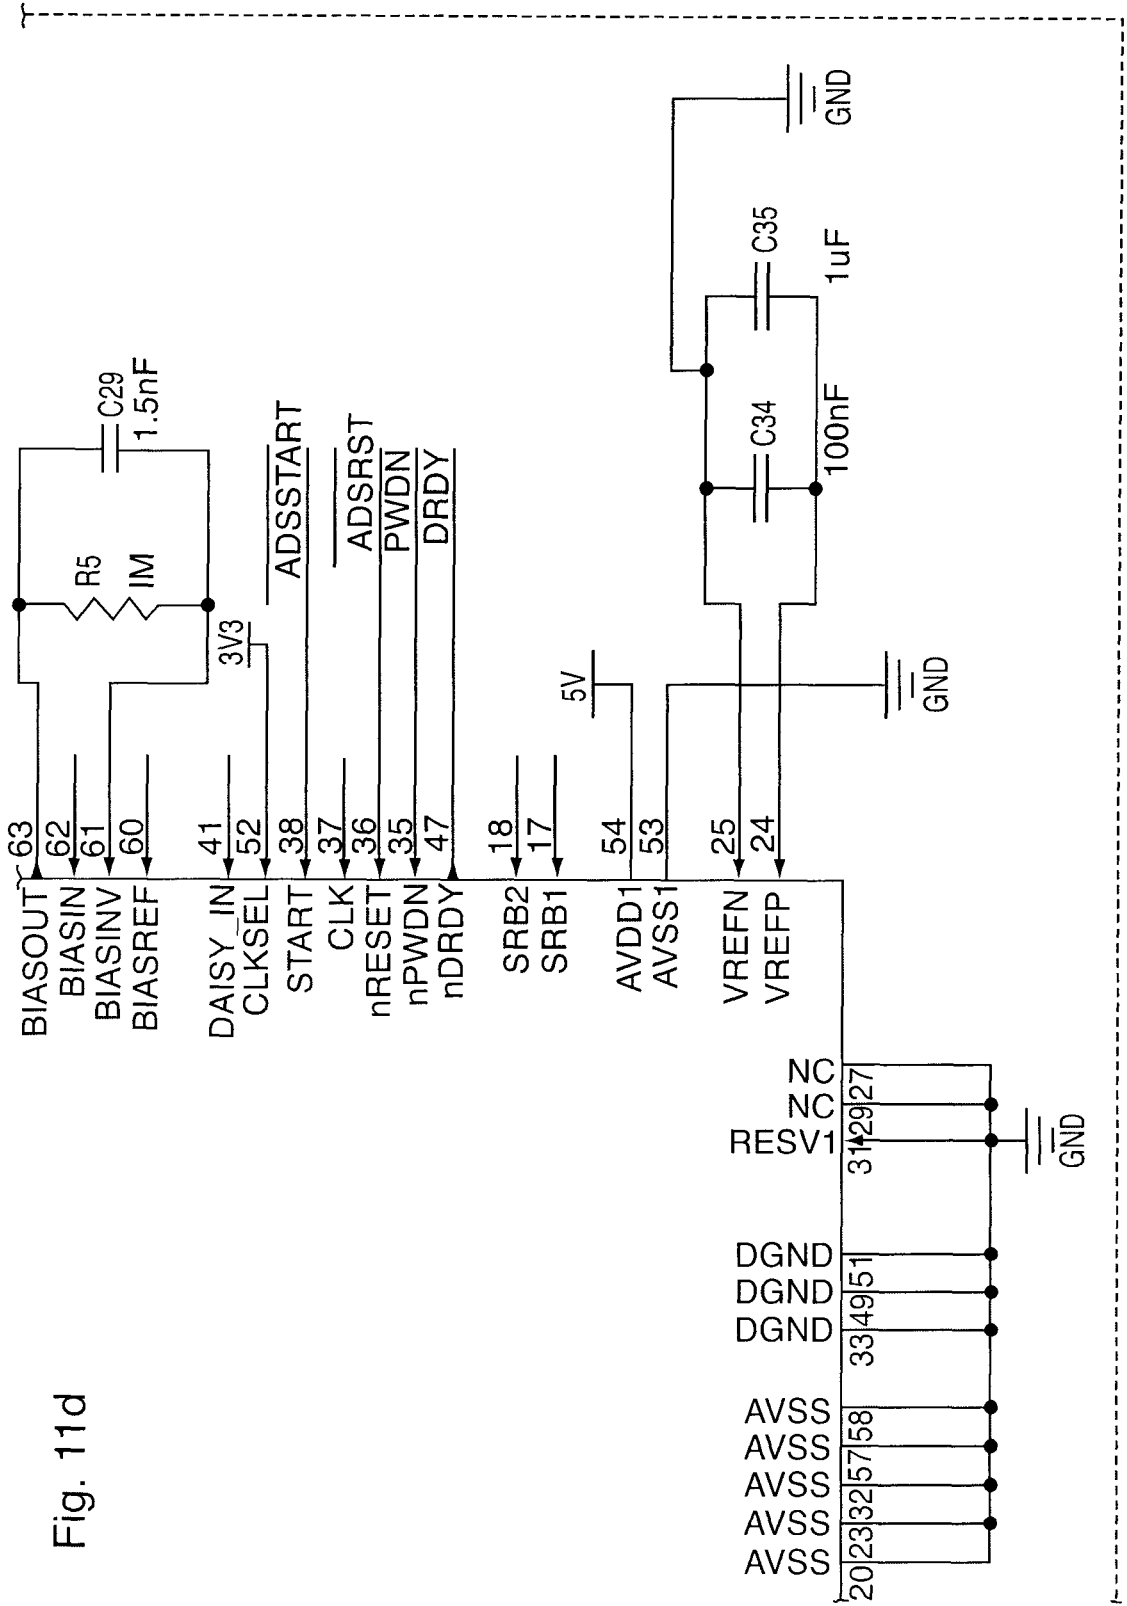 Fig. 11d
BIASOUT 63
BIASIN 62
BIASINV 61
BIASREF 60
R5
IM
C29
1.5nF
DAISY_IN 41
CLKSEL 52
3V3
START 38
ADSSTART
CLK 37
nRESET 36
ADSRST
nPWDN 35
PWDN
nDRDY 47
DRDY
SRB2 18
SRB1 17
AVDD1 54
5V
AVSS1 53
GND
VREFN 25
VREFP 24
C34
100nF
C35
1uF
GND
NC 27
NC 29
RESV1 31
GND
DGND 51
DGND 49
DGND 33
AVSS 58
AVSS 57
AVSS 32
AVSS 23
AVSS 20